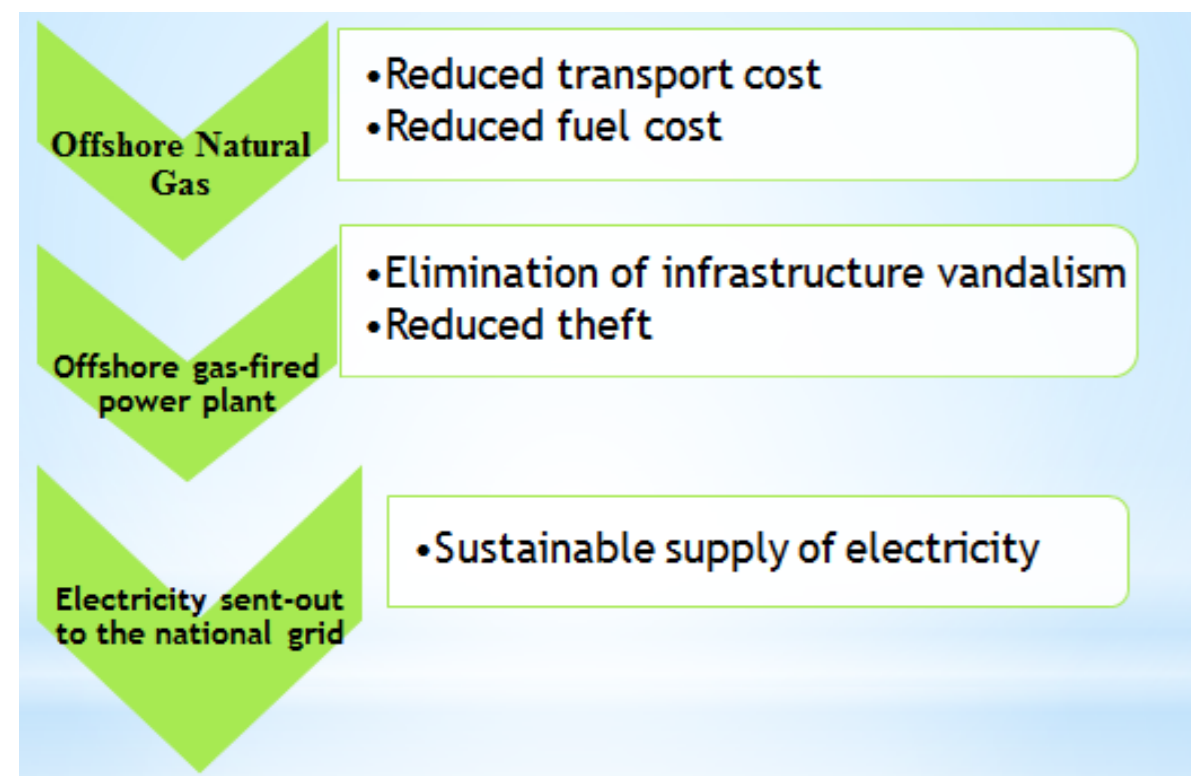 Offshore Natural
Gas
•Reduced transport cost
•Reduced fuel cost
Offshore gas-fired
power plant
•Elimination of infrastructure vandalism
•Reduced theft
Electricity sent-out
to the national grid
•Sustainable supply of electricity